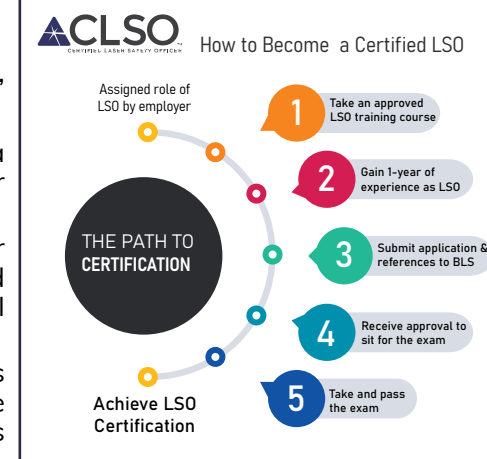 ACLSO
CERTIFIED LASER SAFETY OFFICER
How to Become a Certified LSO
Assigned role of
LSO by employer
1
Take an approved
LSO training course
2
Gain 1-year of
experience as LSO
THE PATH TO
CERTIFICATION
3
Submit application &
references to BLS
4
Receive approval to
sit for the exam
5
Take and pass
the exam
Achieve LSO
Certification